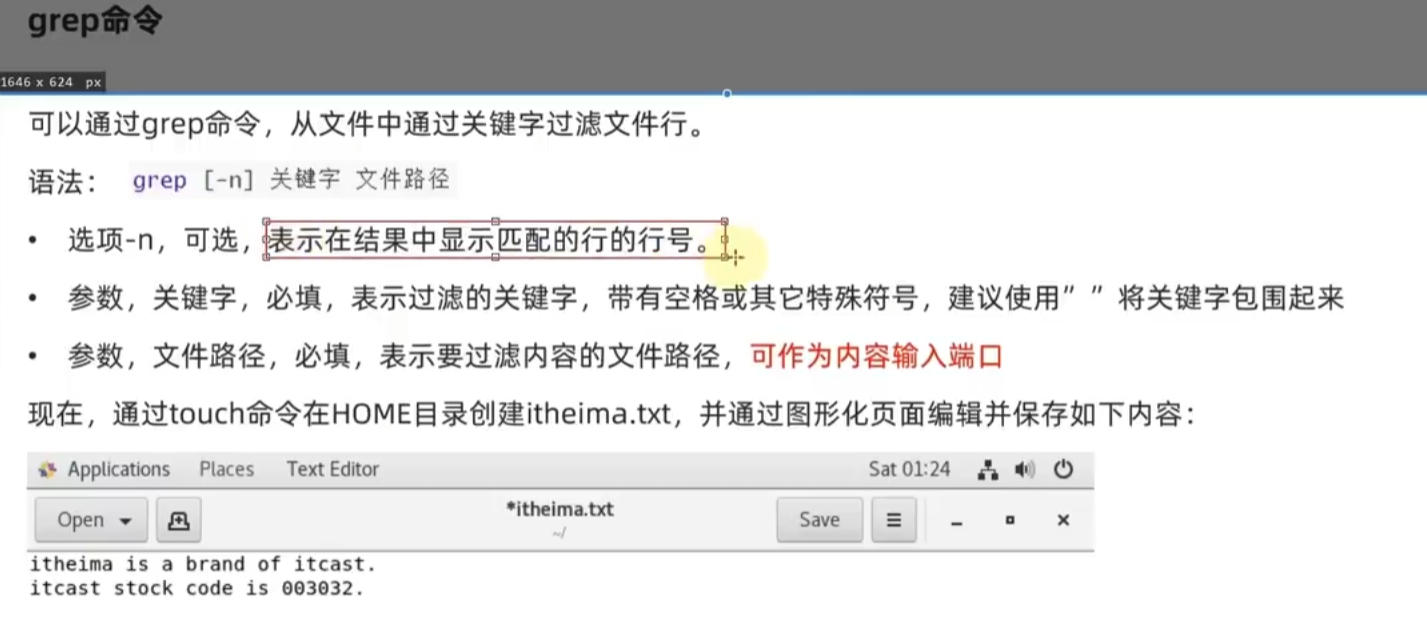 grep命令
1646 x 624 px
可以通过grep命令，从文件中通过关键字过滤文件行。
语法： grep [-n] 关键字 文件路径
• 选项-n，可选，表示在结果中显示匹配的行的行号。
• 参数，关键字，必填，表示过滤的关键字，带有空格或其它特殊符号，建议使用” ”将关键字包围起来
• 参数，文件路径，必填，表示要过滤内容的文件路径，可作为内容输入端口
现在，通过touch命令在HOME目录创建itheima.txt，并通过图形化页面编辑并保存如下内容：
Applications Places Text Editor Sat 01:24
Open *itheima.txt Save
~/
itheima is a brand of itcast.
itcast stock code is 003032.